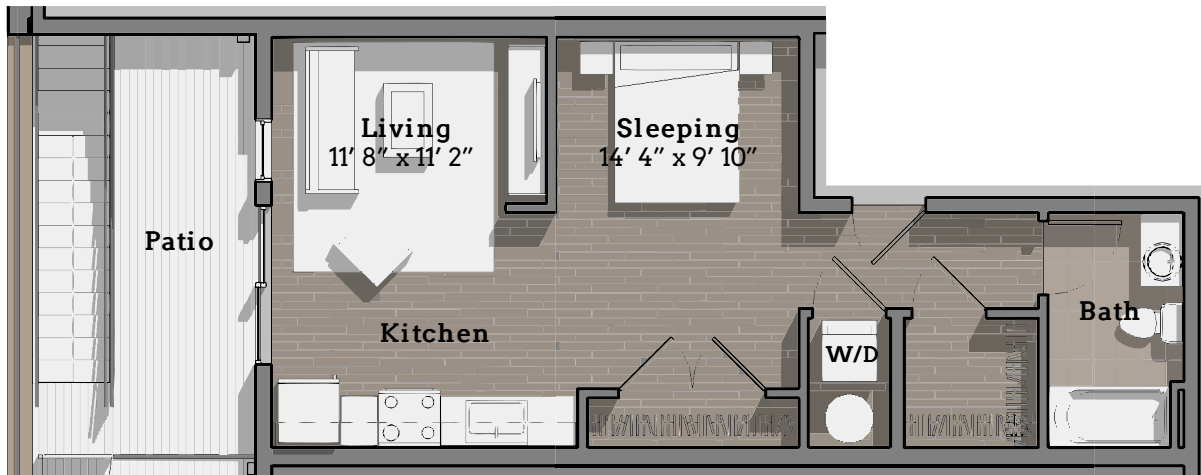 Living
11' 8" x 11' 2"
Sleeping
14' 4" x 9' 10"
Patio
Kitchen
W/D
Bath